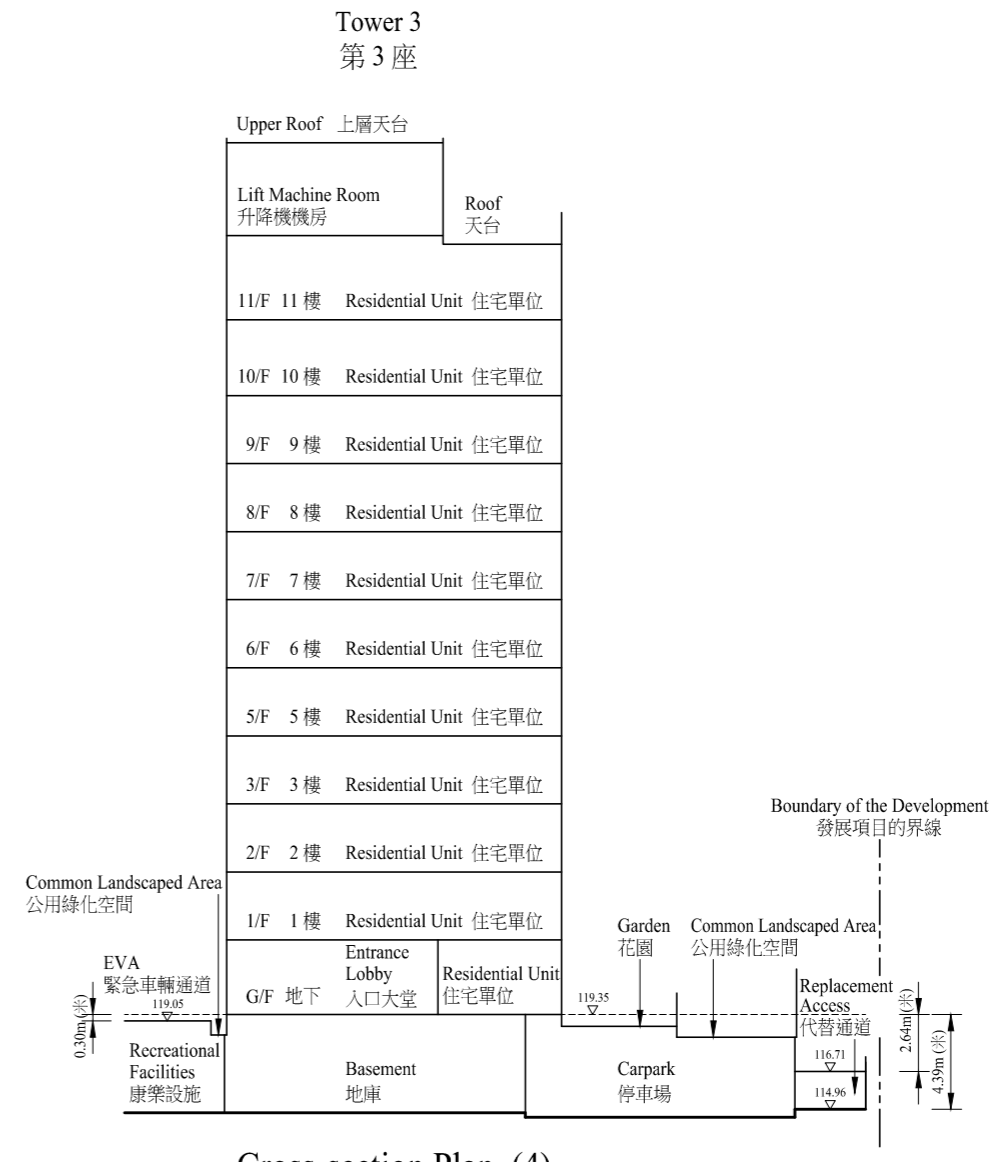 Tower 3
第 3 座
Upper Roof 上層天台
Lift Machine Room
升降機機房
Roof
天台
11/F 11 樓 Residential Unit 住宅單位
10/F 10 樓 Residential Unit 住宅單位
9/F 9 樓 Residential Unit 住宅單位
8/F 8 樓 Residential Unit 住宅單位
7/F 7 樓 Residential Unit 住宅單位
6/F 6 樓 Residential Unit 住宅單位
5/F 5 樓 Residential Unit 住宅單位
3/F 3 樓 Residential Unit 住宅單位
2/F 2 樓 Residential Unit 住宅單位
1/F 1 樓 Residential Unit 住宅單位
G/F 地下
Entrance
Lobby
入口大堂
Residential Unit
住宅單位
Common Landscaped Area
公用綠化空間
EVA
緊急車輛通道
119.05
0.30m (米)
Recreational
Facilities
康樂設施
Basement
地庫
Carpark
停車場
119.35
Garden
花園
Common Landscaped Area
公用綠化空間
Boundary of the Development
發展項目的界線
Replacement
Access
代替通道
116.71
114.96
2.64m (米)
4.39m (米)
Cross-section Plan (4)